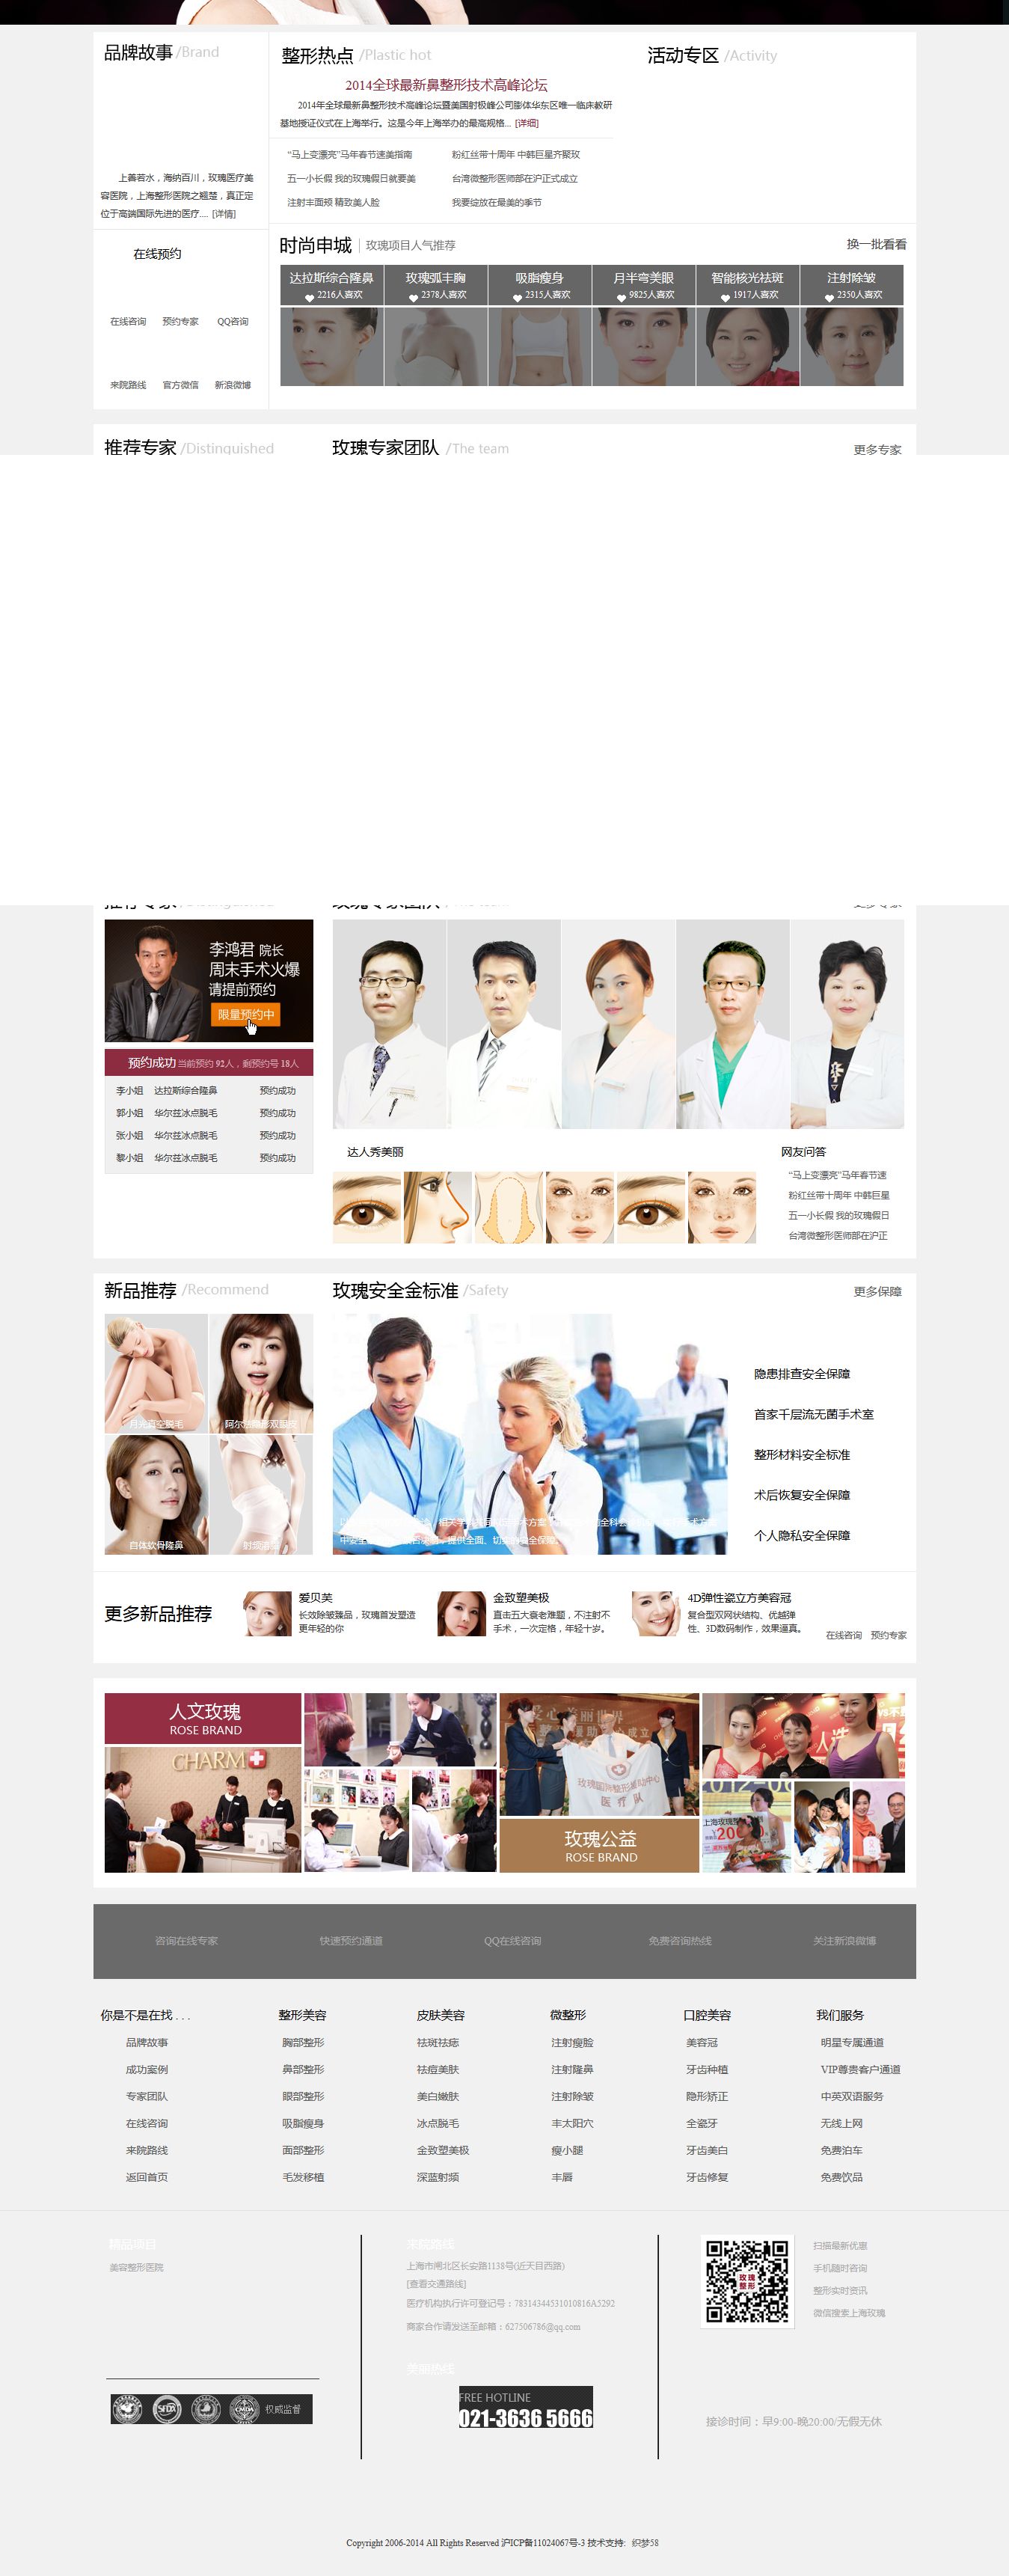 品牌故事 /Brand
上善若水，海纳百川，玫瑰医疗美
容医院，上海整形医院之翘楚，真正定
位于高端国际先进的医疗.... [详情]
在线预约
在线咨询 预约专家 QQ咨询
来院路线 官方微信 新浪微博
整形热点 /Plastic hot
2014全球最新鼻整形技术高峰论坛
2014年全球最新鼻整形技术高峰论坛暨美国射极峰公司膨体华东区唯一临床教研
基地授证仪式在上海举行。这是今年上海举办的最高规格... [详细]
“马上变漂亮”马年春节速美指南 粉红丝带十周年 中韩巨星齐聚玫
五一小长假 我的玫瑰假日就要美 台湾微整形医师部在沪正式成立
注射丰面颊 精致美人脸 我要绽放在最美的季节
活动专区 /Activity
时尚申城 玫瑰项目人气推荐 换一批看看
达拉斯综合隆鼻 玫瑰弧丰胸 吸脂瘦身 月半弯美眼 智能核光祛斑 注射除皱
2216人喜欢 2378人喜欢 2315人喜欢 9825人喜欢 1917人喜欢 2350人喜欢
推荐专家 /Distinguished 玫瑰专家团队 /The team 更多专家
李鸿君 院长
周末手术火爆
请提前预约
限量预约中
预约成功 当前预约 92人，剩预约号 18人
李小姐 达拉斯综合隆鼻 预约成功
郭小姐 华尔兹冰点脱毛 预约成功
张小姐 华尔兹冰点脱毛 预约成功
黎小姐 华尔兹冰点脱毛 预约成功
达人秀美丽
网友问答
“马上变漂亮”马年春节速
粉红丝带十周年 中韩巨星
五一小长假 我的玫瑰假日
台湾微整形医师部在沪正
新品推荐 /Recommend
自体软骨隆鼻
玫瑰安全金标准 /Safety 更多保障
隐患排查安全保障
首家千层流无菌手术室
整形材料安全标准
术后恢复安全保障
个人隐私安全保障
更多新品推荐
爱贝芙
长效除皱臻品，玫瑰首发塑造
更年轻的你
金致塑美极
直击五大衰老难题，不注射不
手术，一次定格，年轻十岁。
4D弹性瓷立方美容冠
复合型双网状结构、优越弹
性、3D数码制作，效果逼真。
在线咨询 预约专家
人文玫瑰
ROSE BRAND
CHARM
玫瑰公益
ROSE BRAND
咨询在线专家 快速预约通道 QQ在线咨询 免费咨询热线 关注新浪微博
你是不是在找 . . . 整形美容 皮肤美容 微整形 口腔美容 我们服务
品牌故事 胸部整形 祛斑祛痣 注射瘦脸 美容冠 明星专属通道
成功案例 鼻部整形 祛痘美肤 注射隆鼻 牙齿种植 VIP尊贵客户通道
专家团队 眼部整形 美白嫩肤 注射除皱 隐形矫正 中英双语服务
在线咨询 吸脂瘦身 冰点脱毛 丰太阳穴 全瓷牙 无线上网
来院路线 面部整形 金致塑美极 瘦小腿 牙齿美白 免费泊车
返回首页 毛发移植 深蓝射频 丰唇 牙齿修复 免费饮品
精品项目
美容整形医院
权威监督
来院路线
上海市闸北区长安路1138号(近天目西路)
[查看交通路线]
医疗机构执行许可登记号：78314344531010816A5292
商家合作请发送至邮箱：627506786@qq.com
美丽热线
FREE HOTLINE
021-3636 5666
玫瑰
整形
扫描最新优惠
手机随时咨询
整形实时资讯
微信搜索上海玫瑰
接诊时间：早9:00-晚20:00/无假无休
Copyright 2006-2014 All Rights Reserved 沪ICP备11024067号-3 技术支持：织梦58